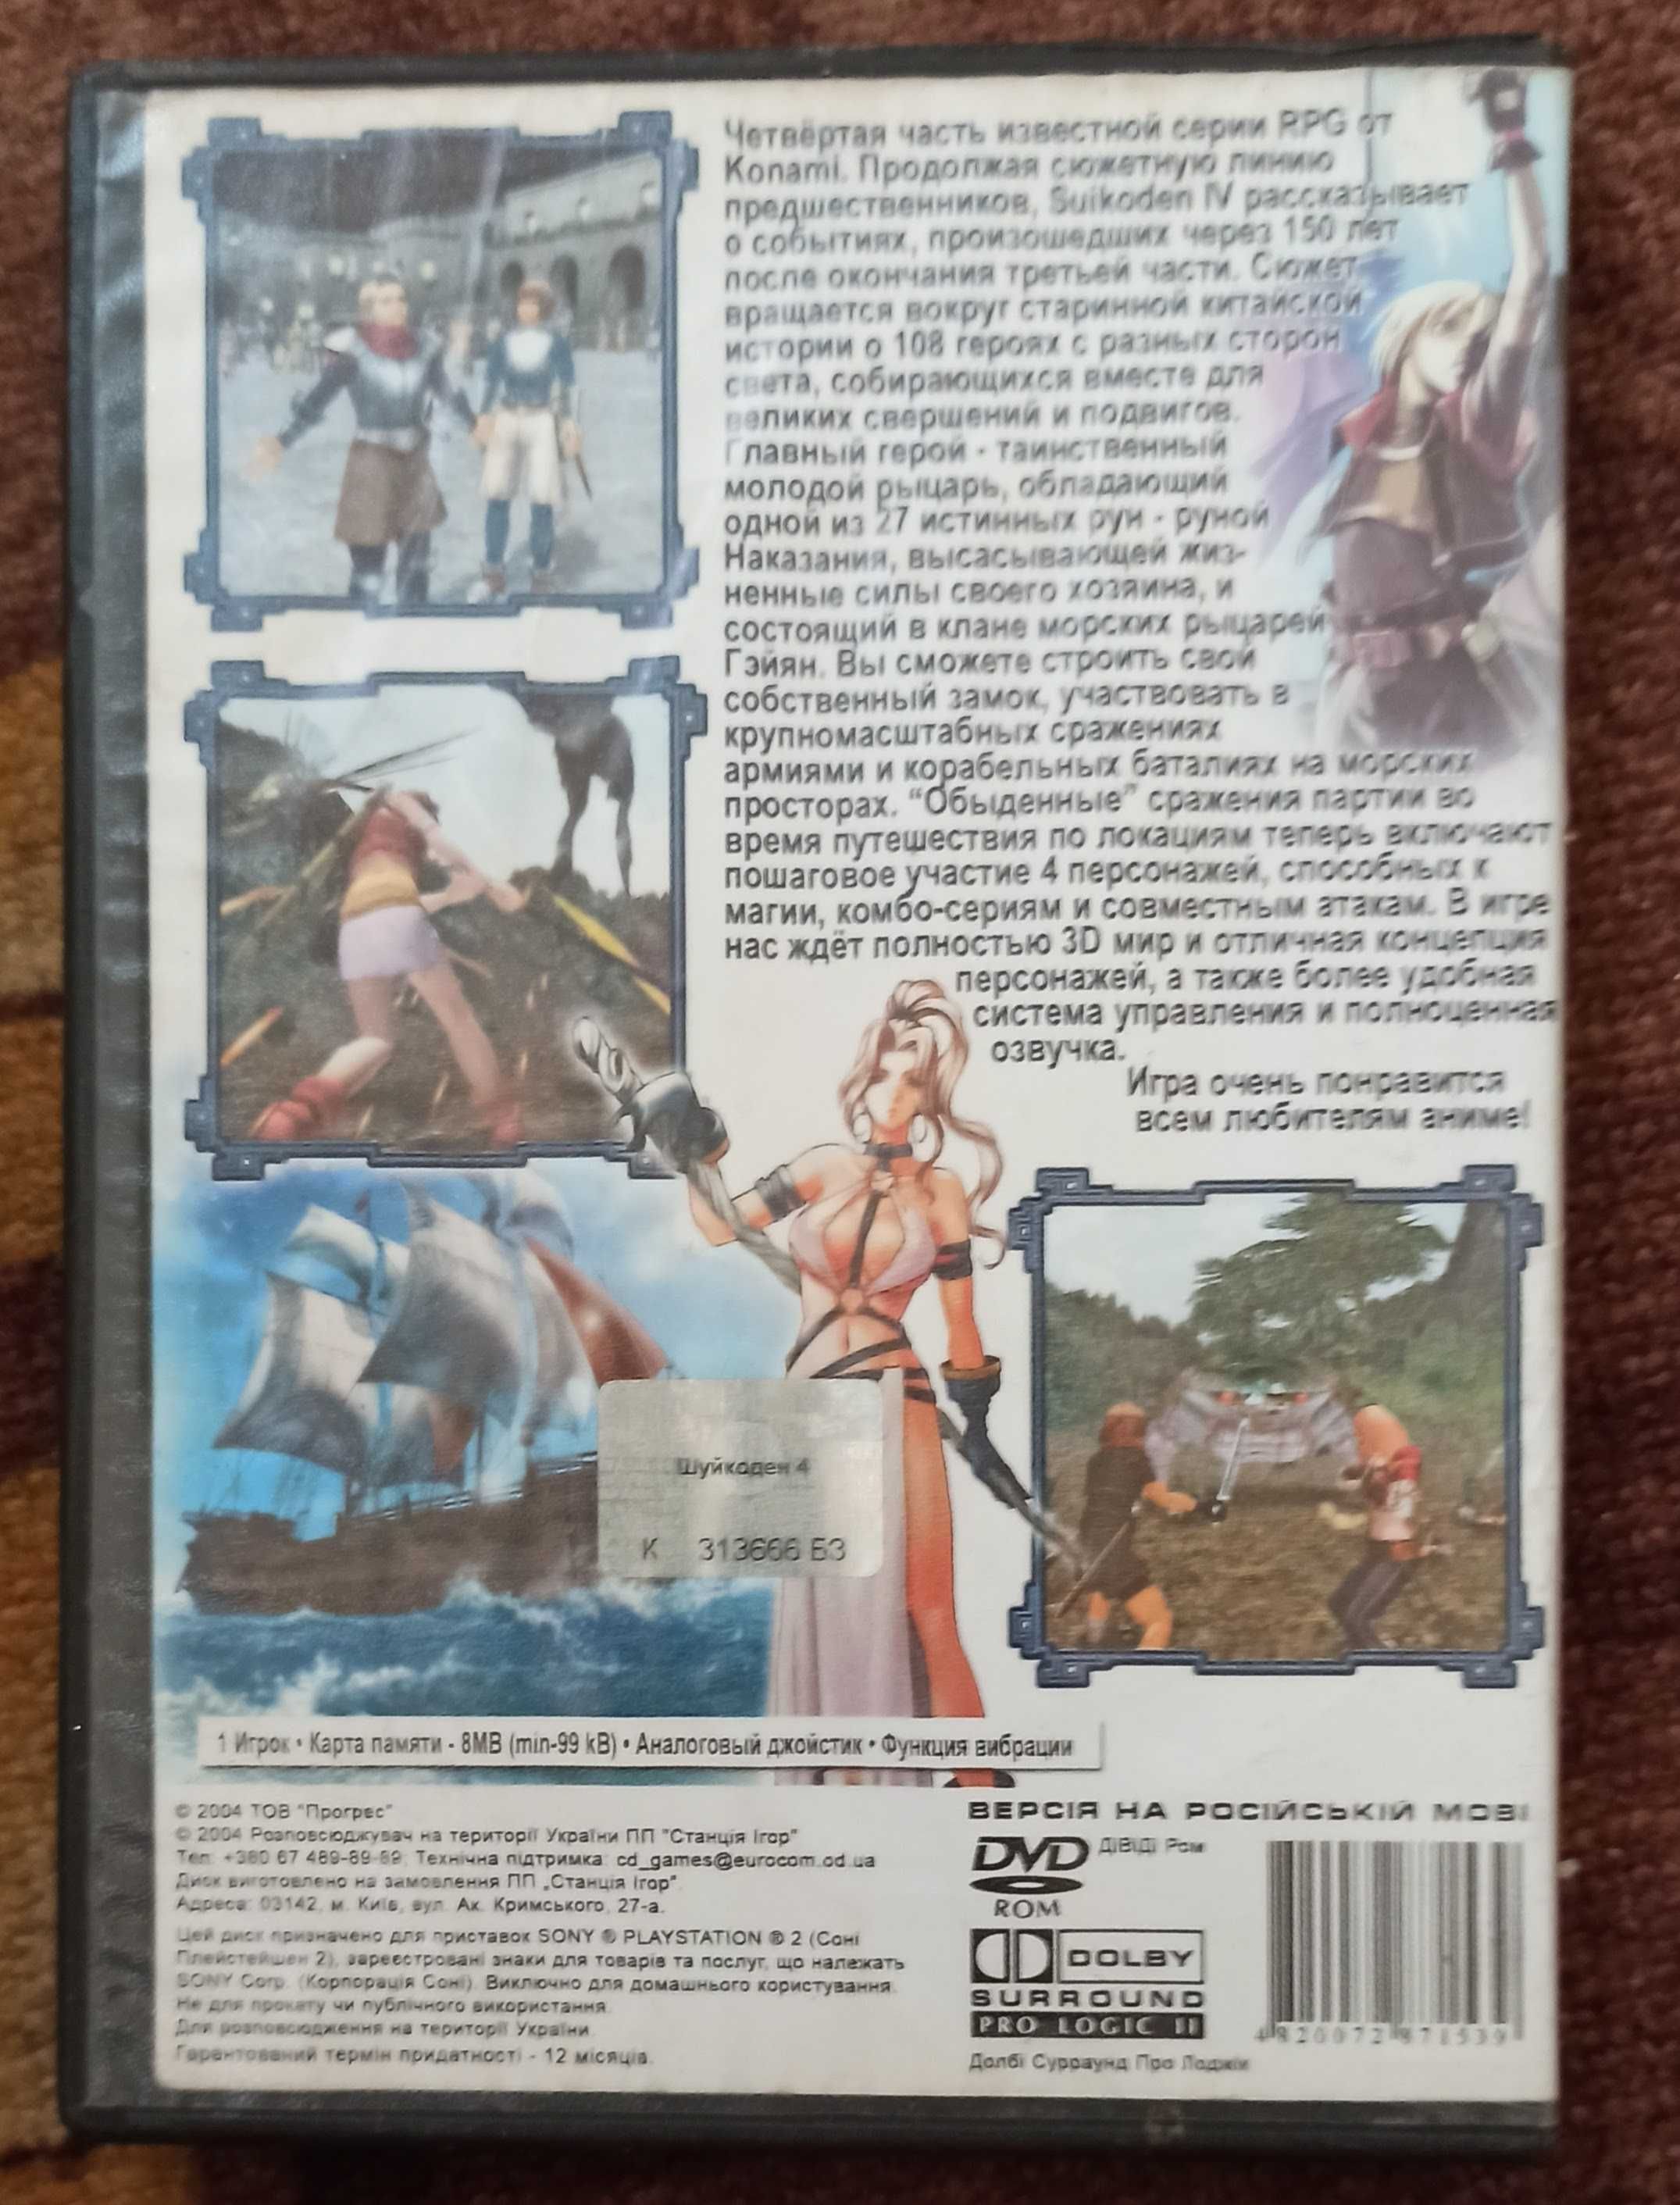 Четвёртая часть известной серии RPG от
Konami. Продолжая сюжетную линию
предшественников, Suikoden IV рассказывает
о событиях, произошедших через 150 лет
после окончания третьей части. Сюжет
вращается вокруг старинной китайской
истории о 108 героях с разных сторон
света, собирающихся вместе для
великих свершений и подвигов.
Главный герой - таинственный
молодой рыцарь, обладающий
одной из 27 истинных рун - руной
Наказания, высасывающей жиз-
ненные силы своего хозяина, и
состоящий в клане морских рыцарей
Гэйян. Вы сможете строить свой
собственный замок, участвовать в
крупномасштабных сражениях
армиями и корабельных баталиях на морских
просторах. "Обыденные" сражения партии во
время путешествия по локациям теперь включают
пошаговое участие 4 персонажей, способных к
магии, комбо-сериям и совместным атакам. В игре
нас ждёт полностью 3D мир и отличная концепция
персонажей, а также более удобная
система управления и полноценная
озвучка.
Игра очень понравится
всем любителям аниме!
Шуйкоден 4
К 313666 БЗ
1 Игрок • Карта памяти - 8MB (min-99 kB) • Аналоговый джойстик • Функция вибрации
© 2004 ТОВ "Прогрес"
© 2004 Розповсюджувач на території України ПП "Станція Ігор"
Тел: +380 67 489-89-89; Технічна підтримка: cd_games@eurocom.od.ua
Диск виготовлено на замовлення ПП „Станція Ігор".
Адреса: 03142, м. Київ, вул. Ак. Кримського, 27-а.
Цей диск призначено для приставок SONY ® PLAYSTATION ® 2 (Соні
Плейстейшен 2), зареєстровані знаки для товарів та послуг, що належать
SONY Corp. (Корпорація Соні). Виключно для домашнього користування.
Не для прокату чи публічного використання.
Для розповсюдження на території України.
Гарантований термін придатності - 12 місяців.
ВЕРСІЯ НА РОСІЙСЬКІЙ МОВІ
DVD
ROM
ДіВіДі Ром
DOLBY
SURROUND
PRO LOGIC II
Долбі Сурраунд Про Лоджік
4820072871539